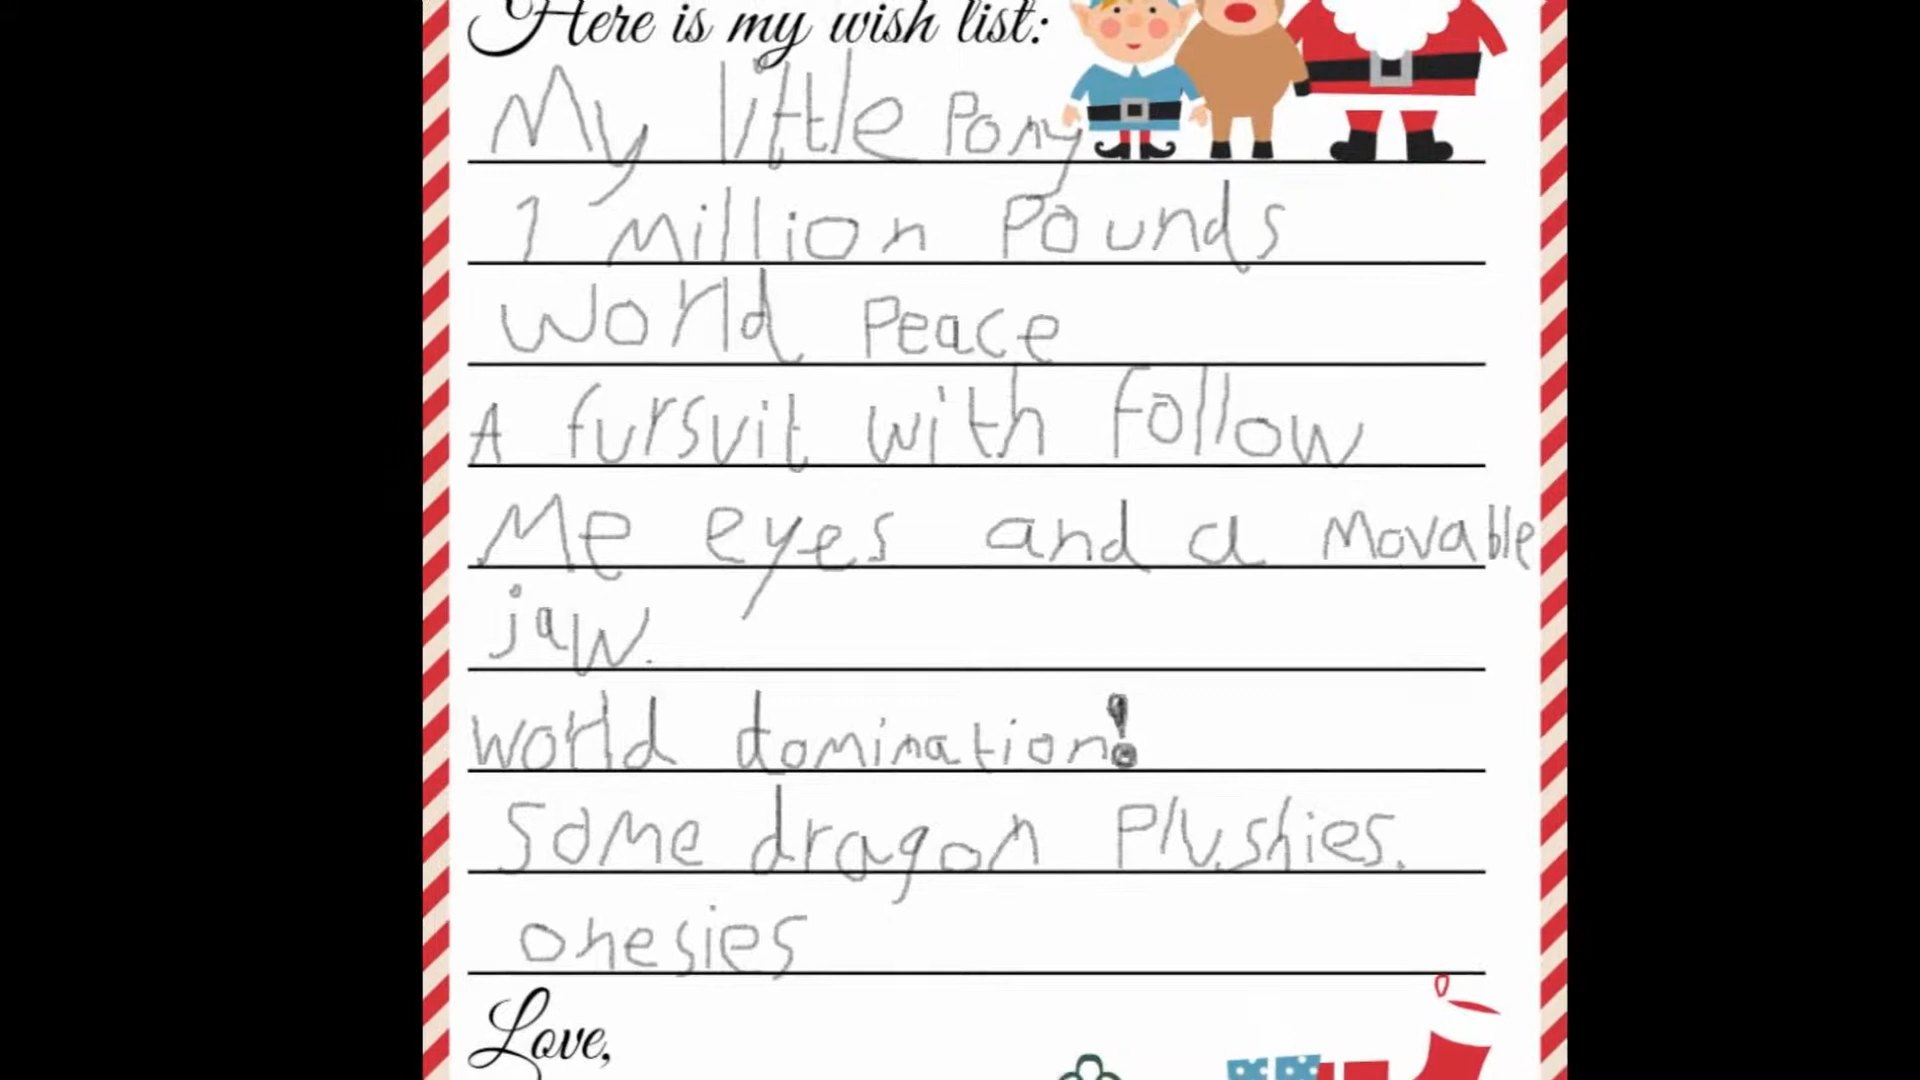 Here is my wish list:
My little Pony
1 Million Pounds
World Peace
A fursuit with follow
Me eyes and a Movable
jaw.
world domination!
Some dragon Plushies.
onesies
Love,